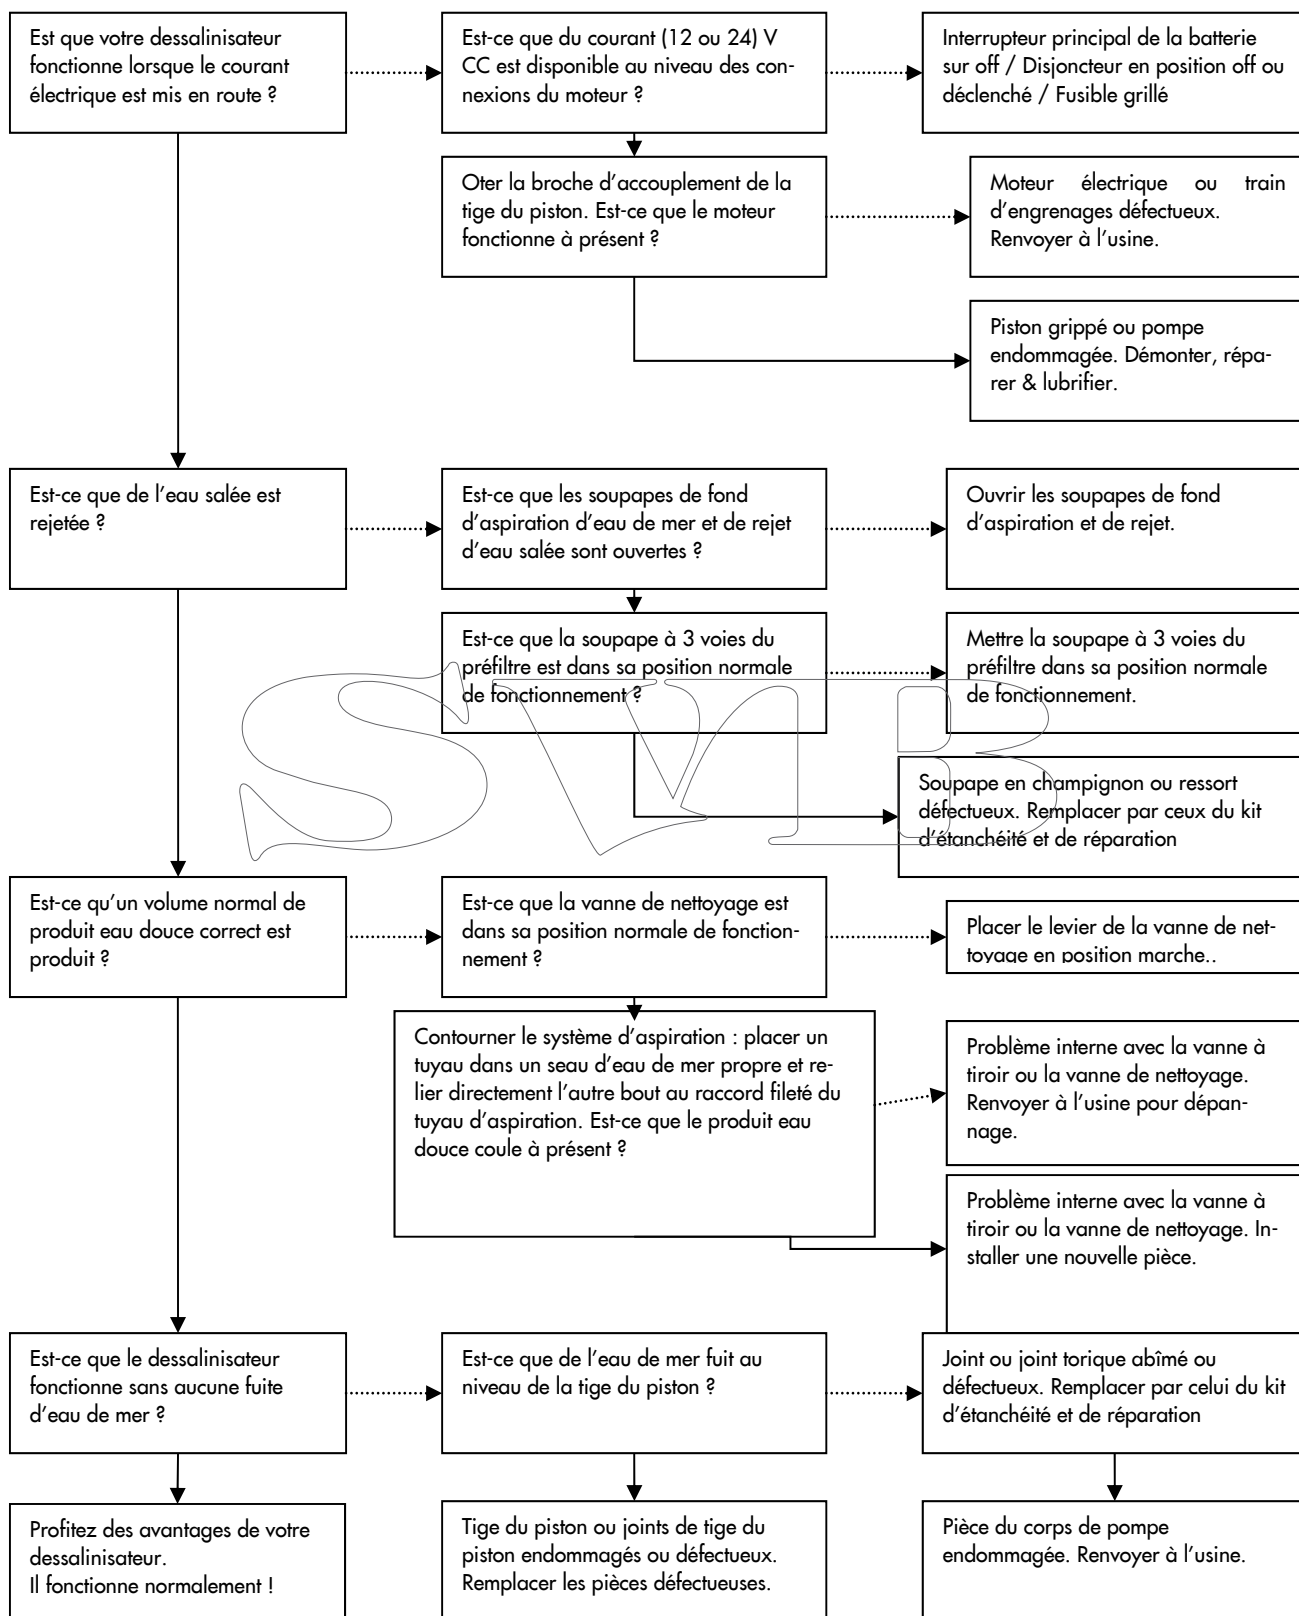 Est que votre dessalinisateur
fonctionne lorsque le courant
électrique est mis en route ?
Est-ce que du courant (12 ou 24) V
CC est disponible au niveau des con-
nexions du moteur ?
Interrupteur principal de la batterie
sur off / Disjoncteur en position off ou
déclenché / Fusible grillé
Oter la broche d'accouplement de la
tige du piston. Est-ce que le moteur
fonctionne à présent ?
Moteur électrique ou train
d'engrenages défectueux.
Renvoyer à l'usine.
Piston grippé ou pompe
endommagée. Démonter, répa-
rer & lubrifier.
Est-ce que de l'eau salée est
rejetée ?
Est-ce que les soupapes de fond
d'aspiration d'eau de mer et de rejet
d'eau salée sont ouvertes ?
Ouvrir les soupapes de fond
d'aspiration et de rejet.
Est-ce que la soupape à 3 voies du
préfiltre est dans sa position normale
de fonctionnement ?
Mettre la soupape à 3 voies du
préfiltre dans sa position normale
de fonctionnement.
SVB
Soupape en champignon ou ressort
défectueux. Remplacer par ceux du kit
d'étanchéité et de réparation
Est-ce qu'un volume normal de
produit eau douce correct est
produit ?
Est-ce que la vanne de nettoyage est
dans sa position normale de fonction-
nement ?
Placer le levier de la vanne de net-
toyage en position marche..
Contourner le système d'aspiration : placer un
tuyau dans un seau d'eau de mer propre et re-
lier directement l'autre bout au raccord fileté du
tuyau d'aspiration. Est-ce que le produit eau
douce coule à présent ?
Problème interne avec la vanne à
tiroir ou la vanne de nettoyage.
Renvoyer à l'usine pour dépan-
nage.
Problème interne avec la vanne à
tiroir ou la vanne de nettoyage. In-
staller une nouvelle pièce.
Est-ce que le dessalinisateur
fonctionne sans aucune fuite
d'eau de mer ?
Est-ce que de l'eau de mer fuit au
niveau de la tige du piston ?
Joint ou joint torique abîmé ou
défectueux. Remplacer par celui du kit
d'étanchéité et de réparation
Profitez des avantages de votre
dessalinisateur.
Il fonctionne normalement !
Tige du piston ou joints de tige du
piston endommagés ou défectueux.
Remplacer les pièces défectueuses.
Pièce du corps de pompe
endommagée. Renvoyer à l'usine.